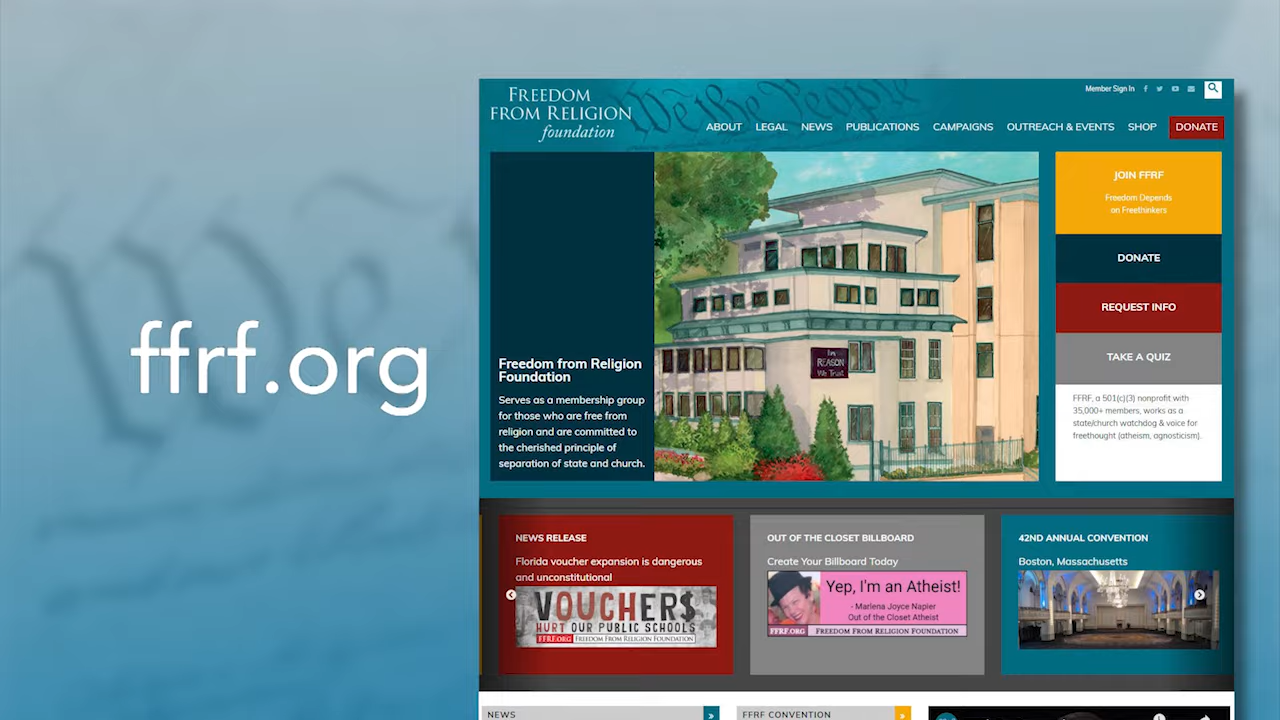 ffrf.org
FREEDOM
FROM RELIGION
foundation
We the People
Member Sign In
ABOUT LEGAL NEWS PUBLICATIONS CAMPAIGNS OUTREACH & EVENTS SHOP DONATE
Freedom from Religion
Foundation
Serves as a membership group
for those who are free from
religion and are committed to
the cherished principle of
separation of state and church.
In
REASON
We Trust
JOIN FFRF
Freedom Depends
on Freethinkers
DONATE
REQUEST INFO
TAKE A QUIZ
FFRF, a 501(c)(3) nonprofit with
35,000+ members, works as a
state/church watchdog & voice for
freethought (atheism, agnosticism).
NEWS RELEASE
Florida voucher expansion is dangerous
and unconstitutional
VOUCHER$
HURT OUR PUBLIC SCHOOLS
FFRF.ORG FREEDOM FROM RELIGION FOUNDATION
OUT OF THE CLOSET BILLBOARD
Create Your Billboard Today
Yep, I'm an Atheist!
- Marlena Joyce Napier
Out of the Closet Atheist
FFRF.ORG FREEDOM FROM RELIGION FOUNDATION
42ND ANNUAL CONVENTION
Boston, Massachusetts
NEWS
FFRF CONVENTION
We the